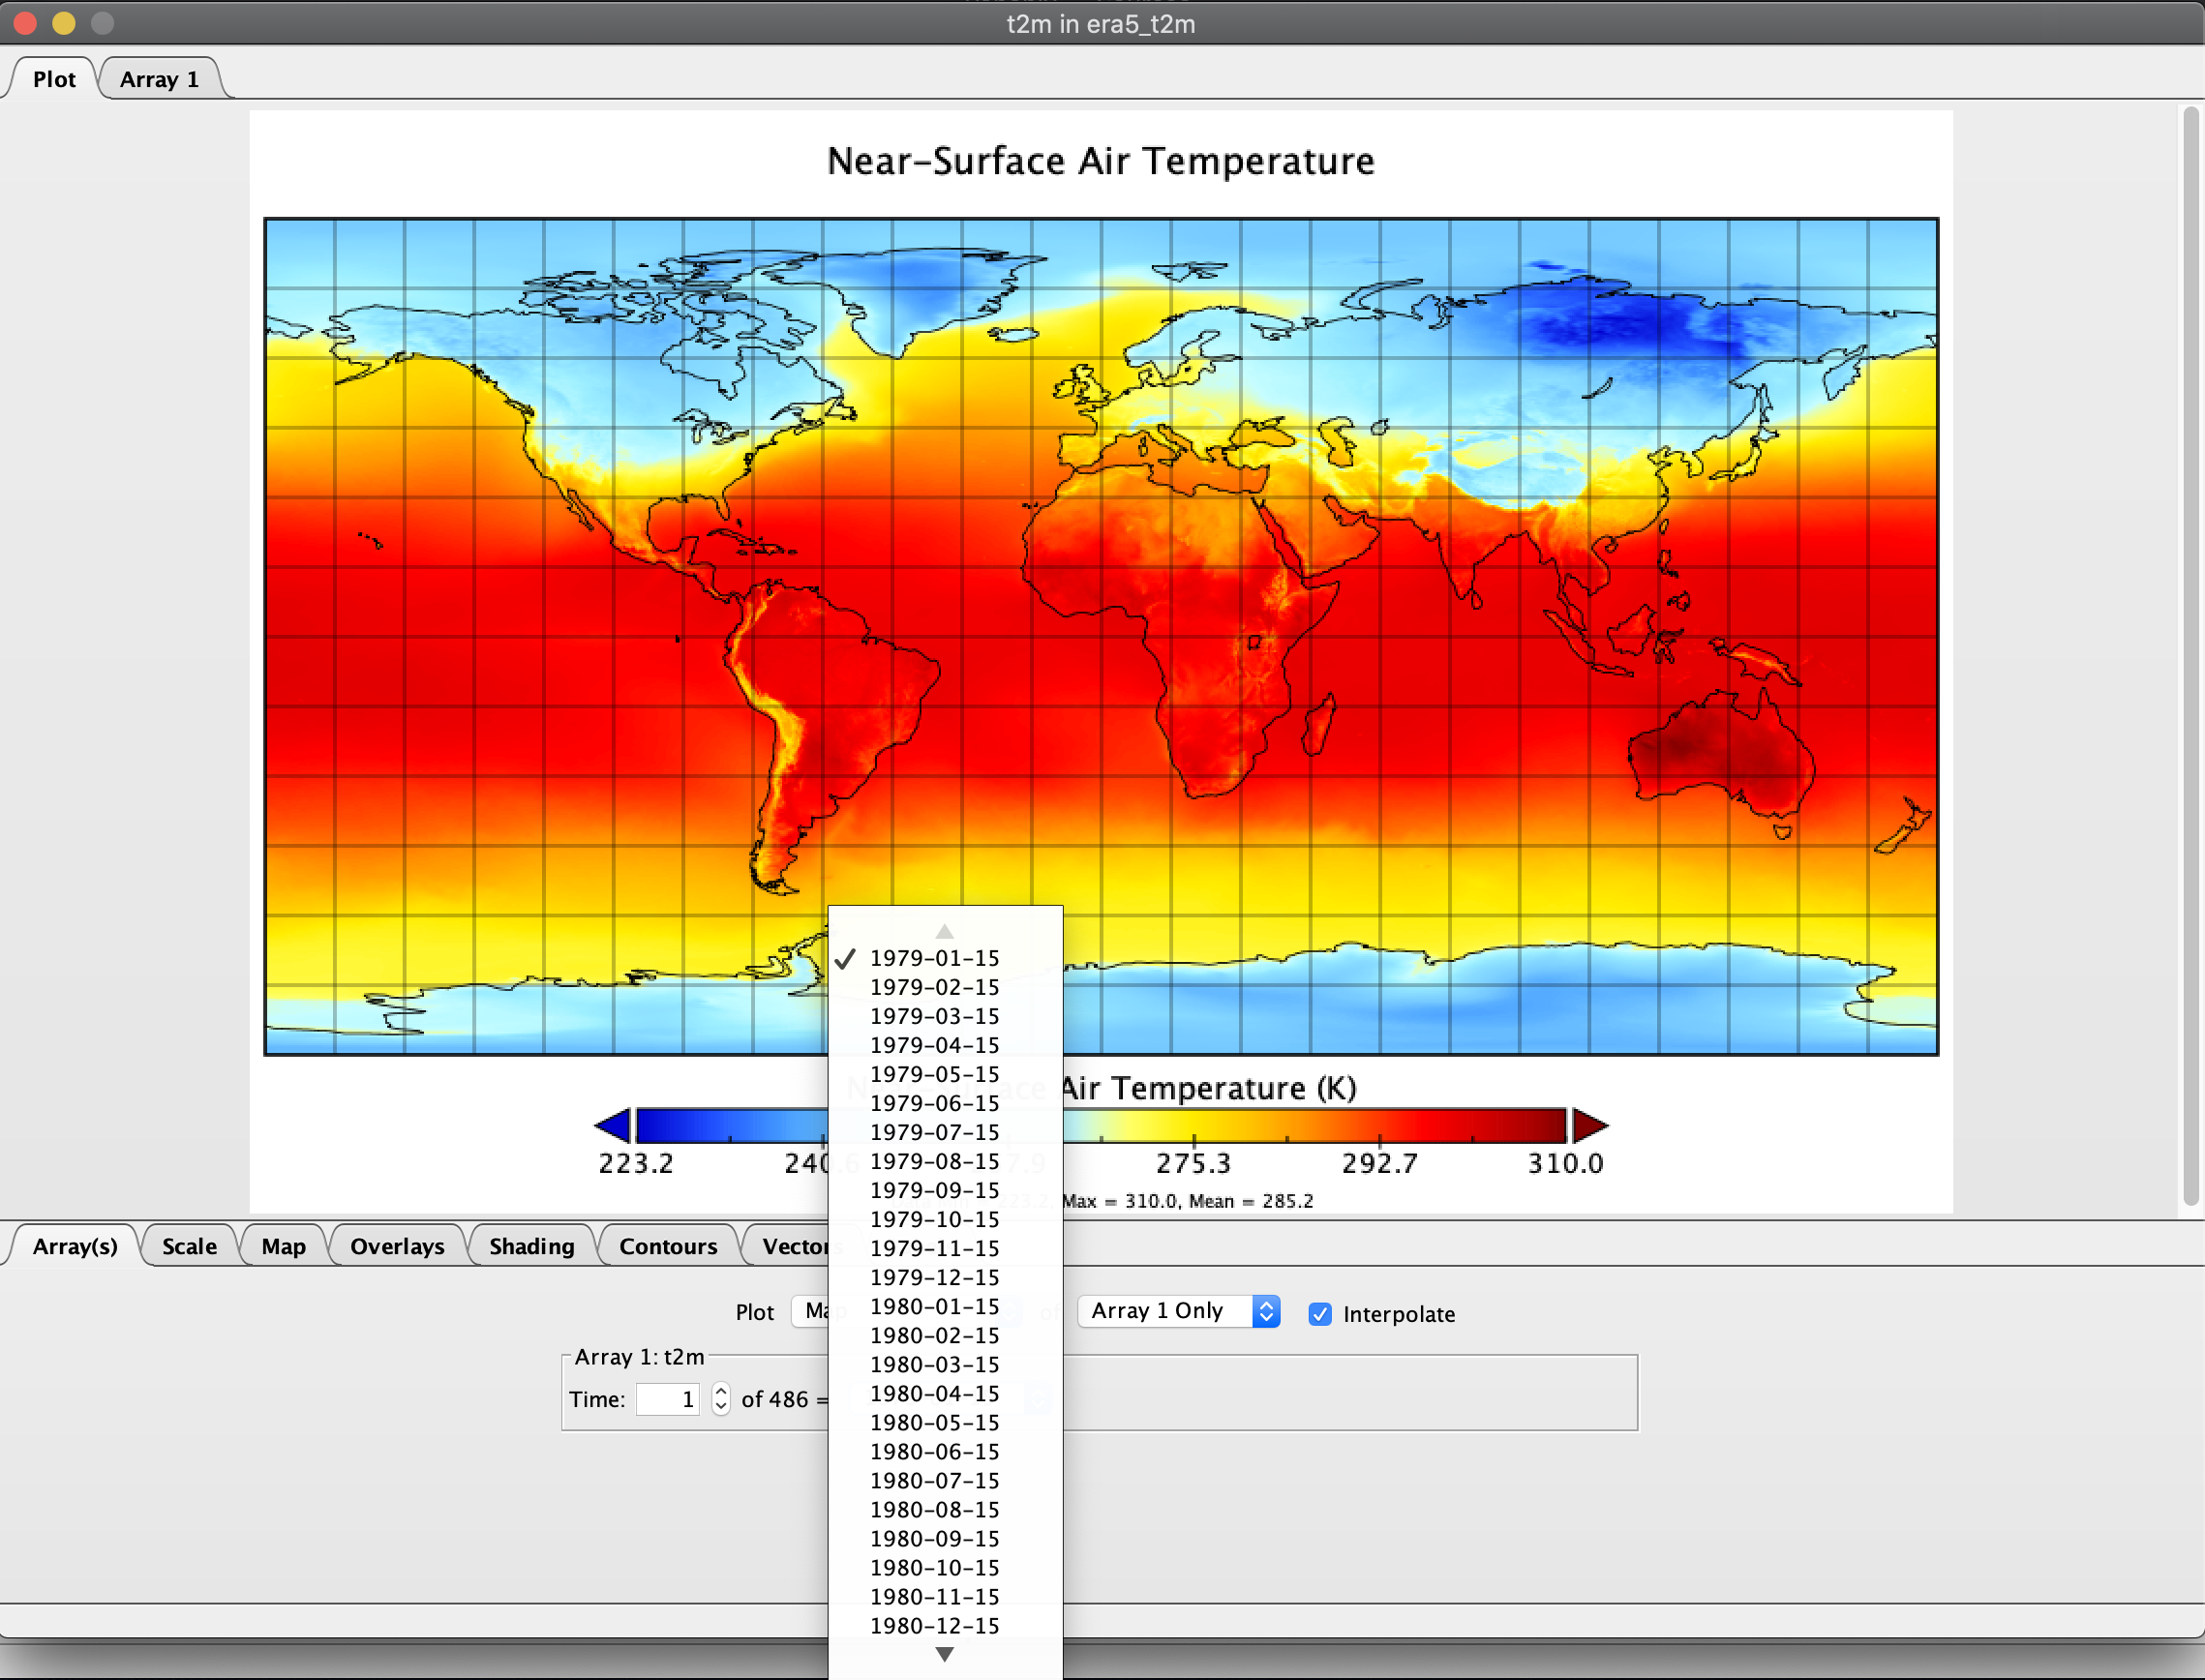 t2m in era5_t2m
Plot Array 1
Near-Surface Air Temperature
1979-01-15
1979-02-15
1979-03-15
1979-04-15
1979-05-15
1979-06-15
1979-07-15
1979-08-15
1979-09-15
1979-10-15
1979-11-15
1979-12-15
1980-01-15
1980-02-15
1980-03-15
1980-04-15
1980-05-15
1980-06-15
1980-07-15
1980-08-15
1980-09-15
1980-10-15
1980-11-15
1980-12-15
Air Temperature (K)
223.2 240.6 275.3 292.7 310.0
Max = 310.0, Mean = 285.2
Array(s) Scale Map Overlays Shading Contours Vectors
Plot Map of Array 1 Only Interpolate
Array 1: t2m
Time: 1 of 486 =